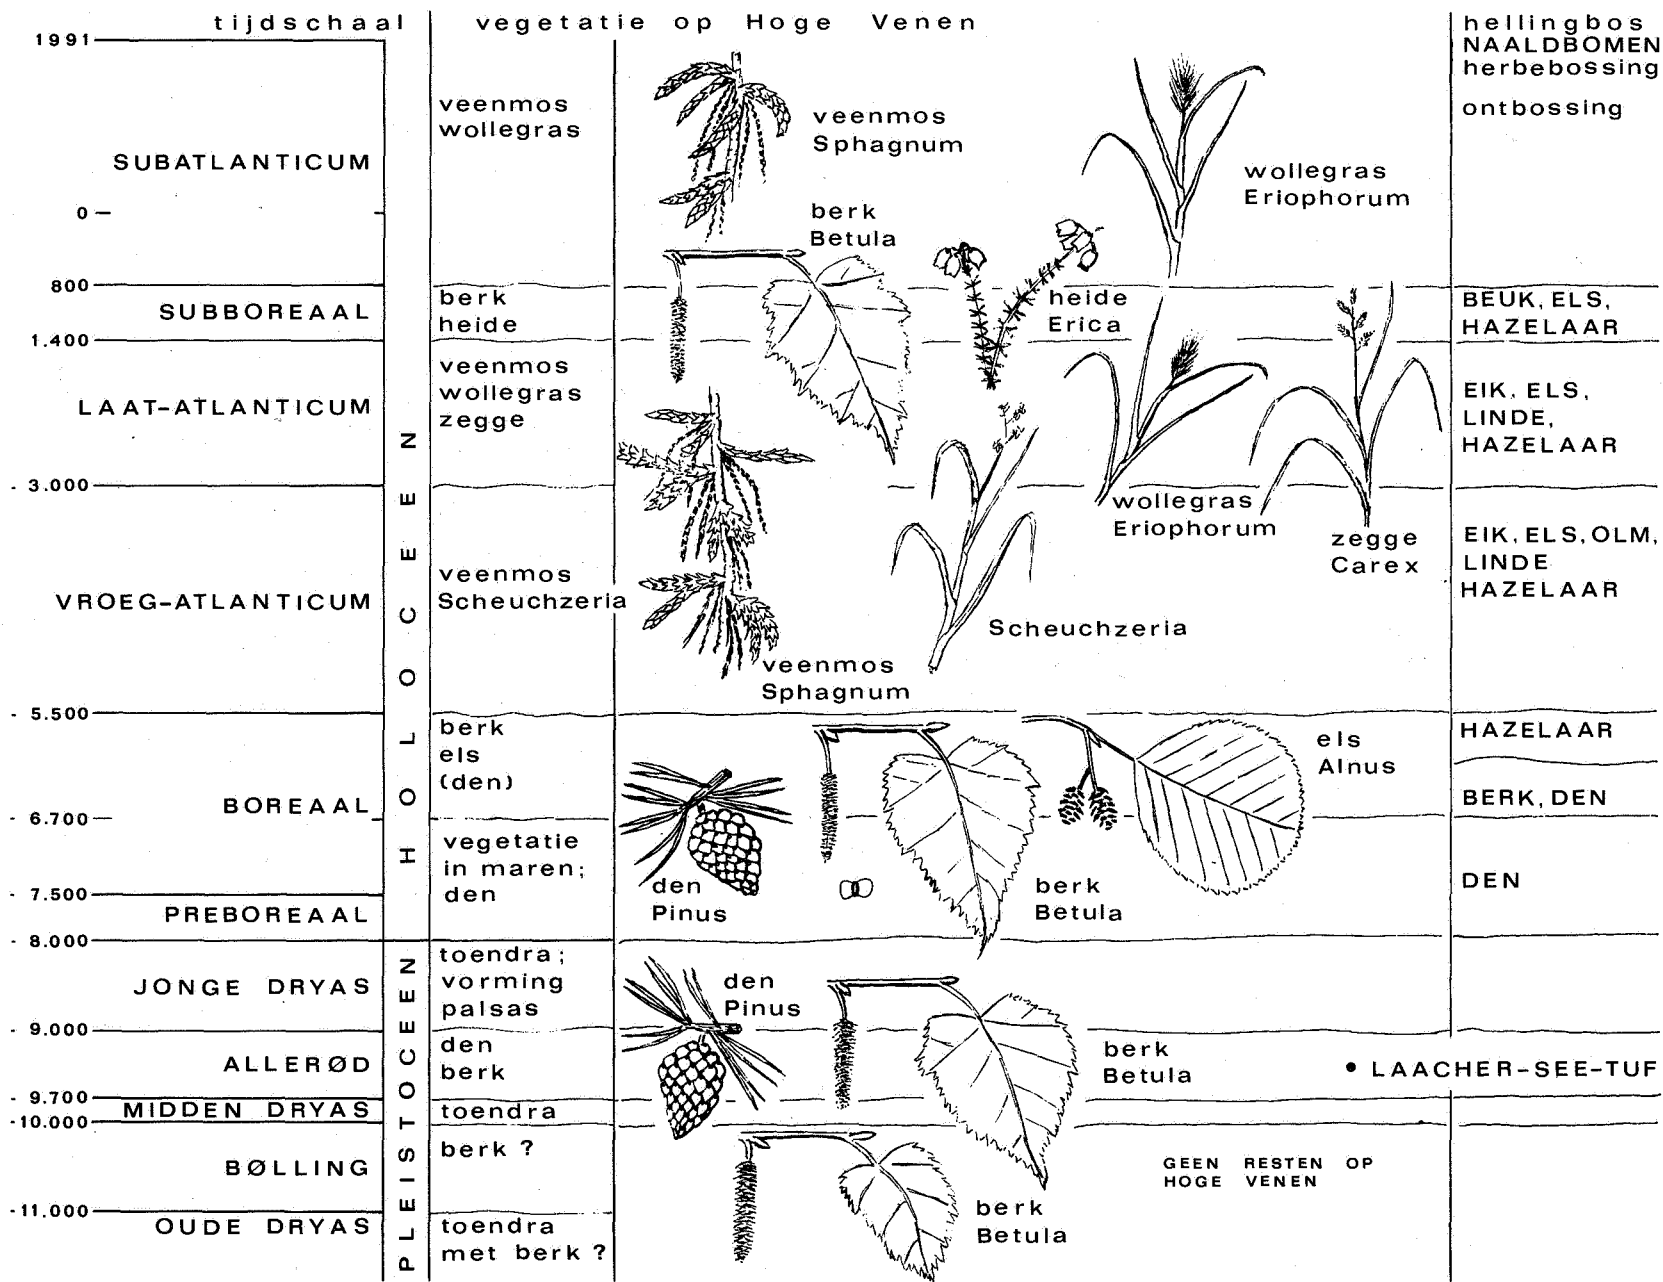 tijdschaal
vegetatie op Hoge Venen
hellingbos
NAALDBOMEN
herbebossing
ontbossing
1991
SUBATLANTICUM
0
veenmos
wollegras
veenmos
Sphagnum
wollegras
Eriophorum
berk
Betula
800
SUBBOREAAL
berk
heide
heide
Erica
BEUK, ELS,
HAZELAAR
1.400
LAAT-ATLANTICUM
veenmos
wollegras
zegge
EIK, ELS,
LINDE,
HAZELAAR
- 3.000
VROEG-ATLANTICUM
veenmos
Scheuchzeria
wollegras
Eriophorum
zegge
Carex
Scheuchzeria
veenmos
Sphagnum
EIK, ELS, OLM,
LINDE
HAZELAAR
- 5.500
BOREAAL
berk
els
(den)
els
Alnus
HAZELAAR
BERK, DEN
- 6.700
vegetatie
in maren;
den
den
Pinus
berk
Betula
DEN
- 7.500
PREBOREAAL
- 8.000
HOLOCEEN
JONGE DRYAS
toendra;
vorming
palsas
den
Pinus
- 9.000
ALLERØD
den
berk
berk
Betula
• LAACHER-SEE-TUF
- 9.700
MIDDEN DRYAS
toendra
-10.000
BØLLING
berk ?
GEEN RESTEN OP
HOGE VENEN
-11.000
OUDE DRYAS
toendra
met berk ?
berk
Betula
PLEISTOCEEN